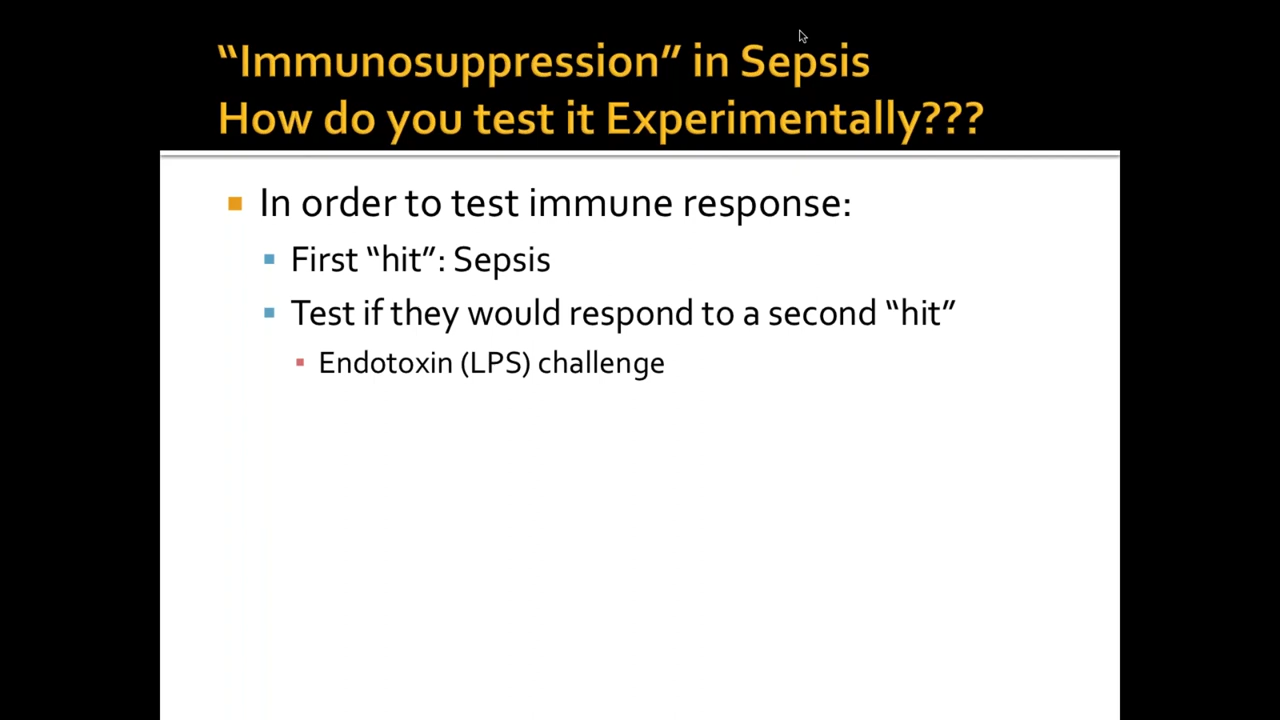 “Immunosuppression” in Sepsis
How do you test it Experimentally???
In order to test immune response:
First “hit”: Sepsis
Test if they would respond to a second “hit”
Endotoxin (LPS) challenge